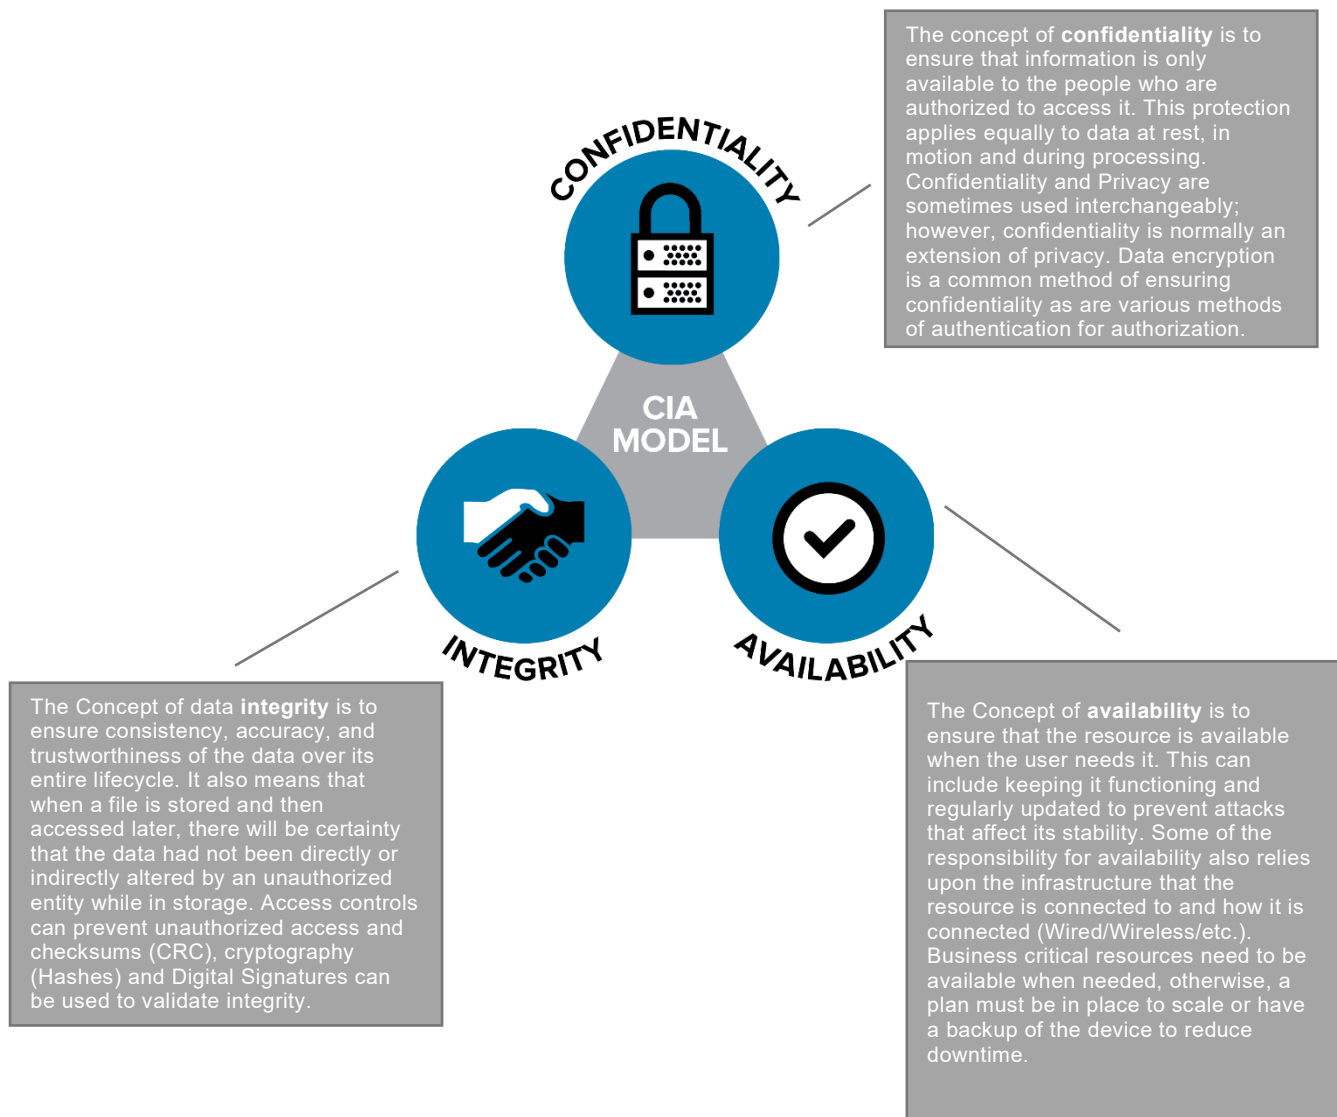 The concept of confidentiality is to
ensure that information is only
available to the people who are
authorized to access it. This protection
applies equally to data at rest, in
motion and during processing.
Confidentiality and Privacy are
sometimes used interchangeably;
however, confidentiality is normally an
extension of privacy. Data encryption
is a common method of ensuring
confidentiality as are various methods
of authentication for authorization.
CONFIDENTIALITY
CIA
MODEL
INTEGRITY
AVAILABILITY
The Concept of data integrity is to
ensure consistency, accuracy, and
trustworthiness of the data over its
entire lifecycle. It also means that
when a file is stored and then
accessed later, there will be certainty
that the data had not been directly or
indirectly altered by an unauthorized
entity while in storage. Access controls
can prevent unauthorized access and
checksums (CRC), cryptography
(Hashes) and Digital Signatures can
be used to validate integrity.
The Concept of availability is to
ensure that the resource is available
when the user needs it. This can
include keeping it functioning and
regularly updated to prevent attacks
that affect its stability. Some of the
responsibility for availability also relies
upon the infrastructure that the
resource is connected to and how it is
connected (Wired/Wireless/etc.).
Business critical resources need to be
available when needed, otherwise, a
plan must be in place to scale or have
a backup of the device to reduce
downtime.